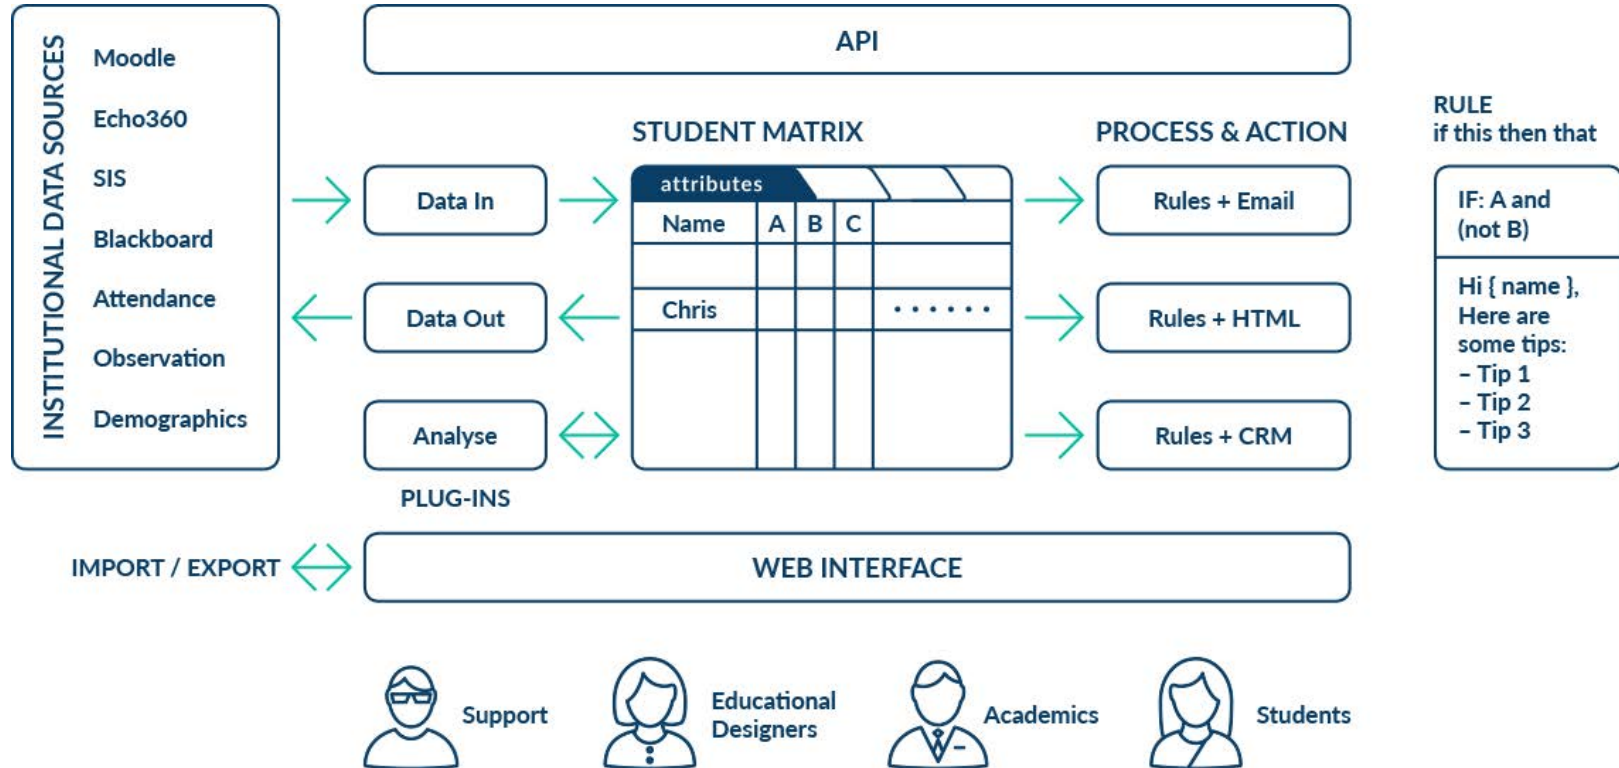 INSTITUTIONAL DATA SOURCES
Moodle
Echo360
SIS
Blackboard
Attendance
Observation
Demographics
API
Data In
Data Out
Analyse
PLUG-INS
STUDENT MATRIX
attributes
Name A B C
Chris ......
PROCESS & ACTION
Rules + Email
Rules + HTML
Rules + CRM
RULE
if this then that
IF: A and
(not B)
Hi { name },
Here are
some tips:
– Tip 1
– Tip 2
– Tip 3
IMPORT / EXPORT
WEB INTERFACE
Support
Educational
Designers
Academics
Students